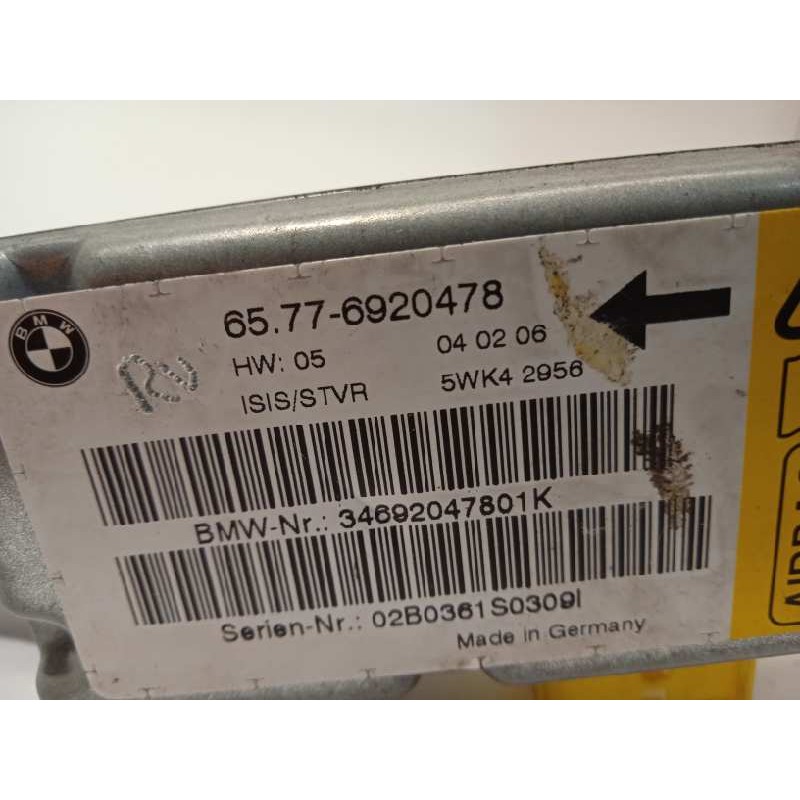 BMW
65.77-6920478
HW: 05
04 02 06
ISIS/STVR
5WK4 2956
BMW-Nr.: 34692047801K
Serien-Nr.: 02B0361S0309I
Made in Germany